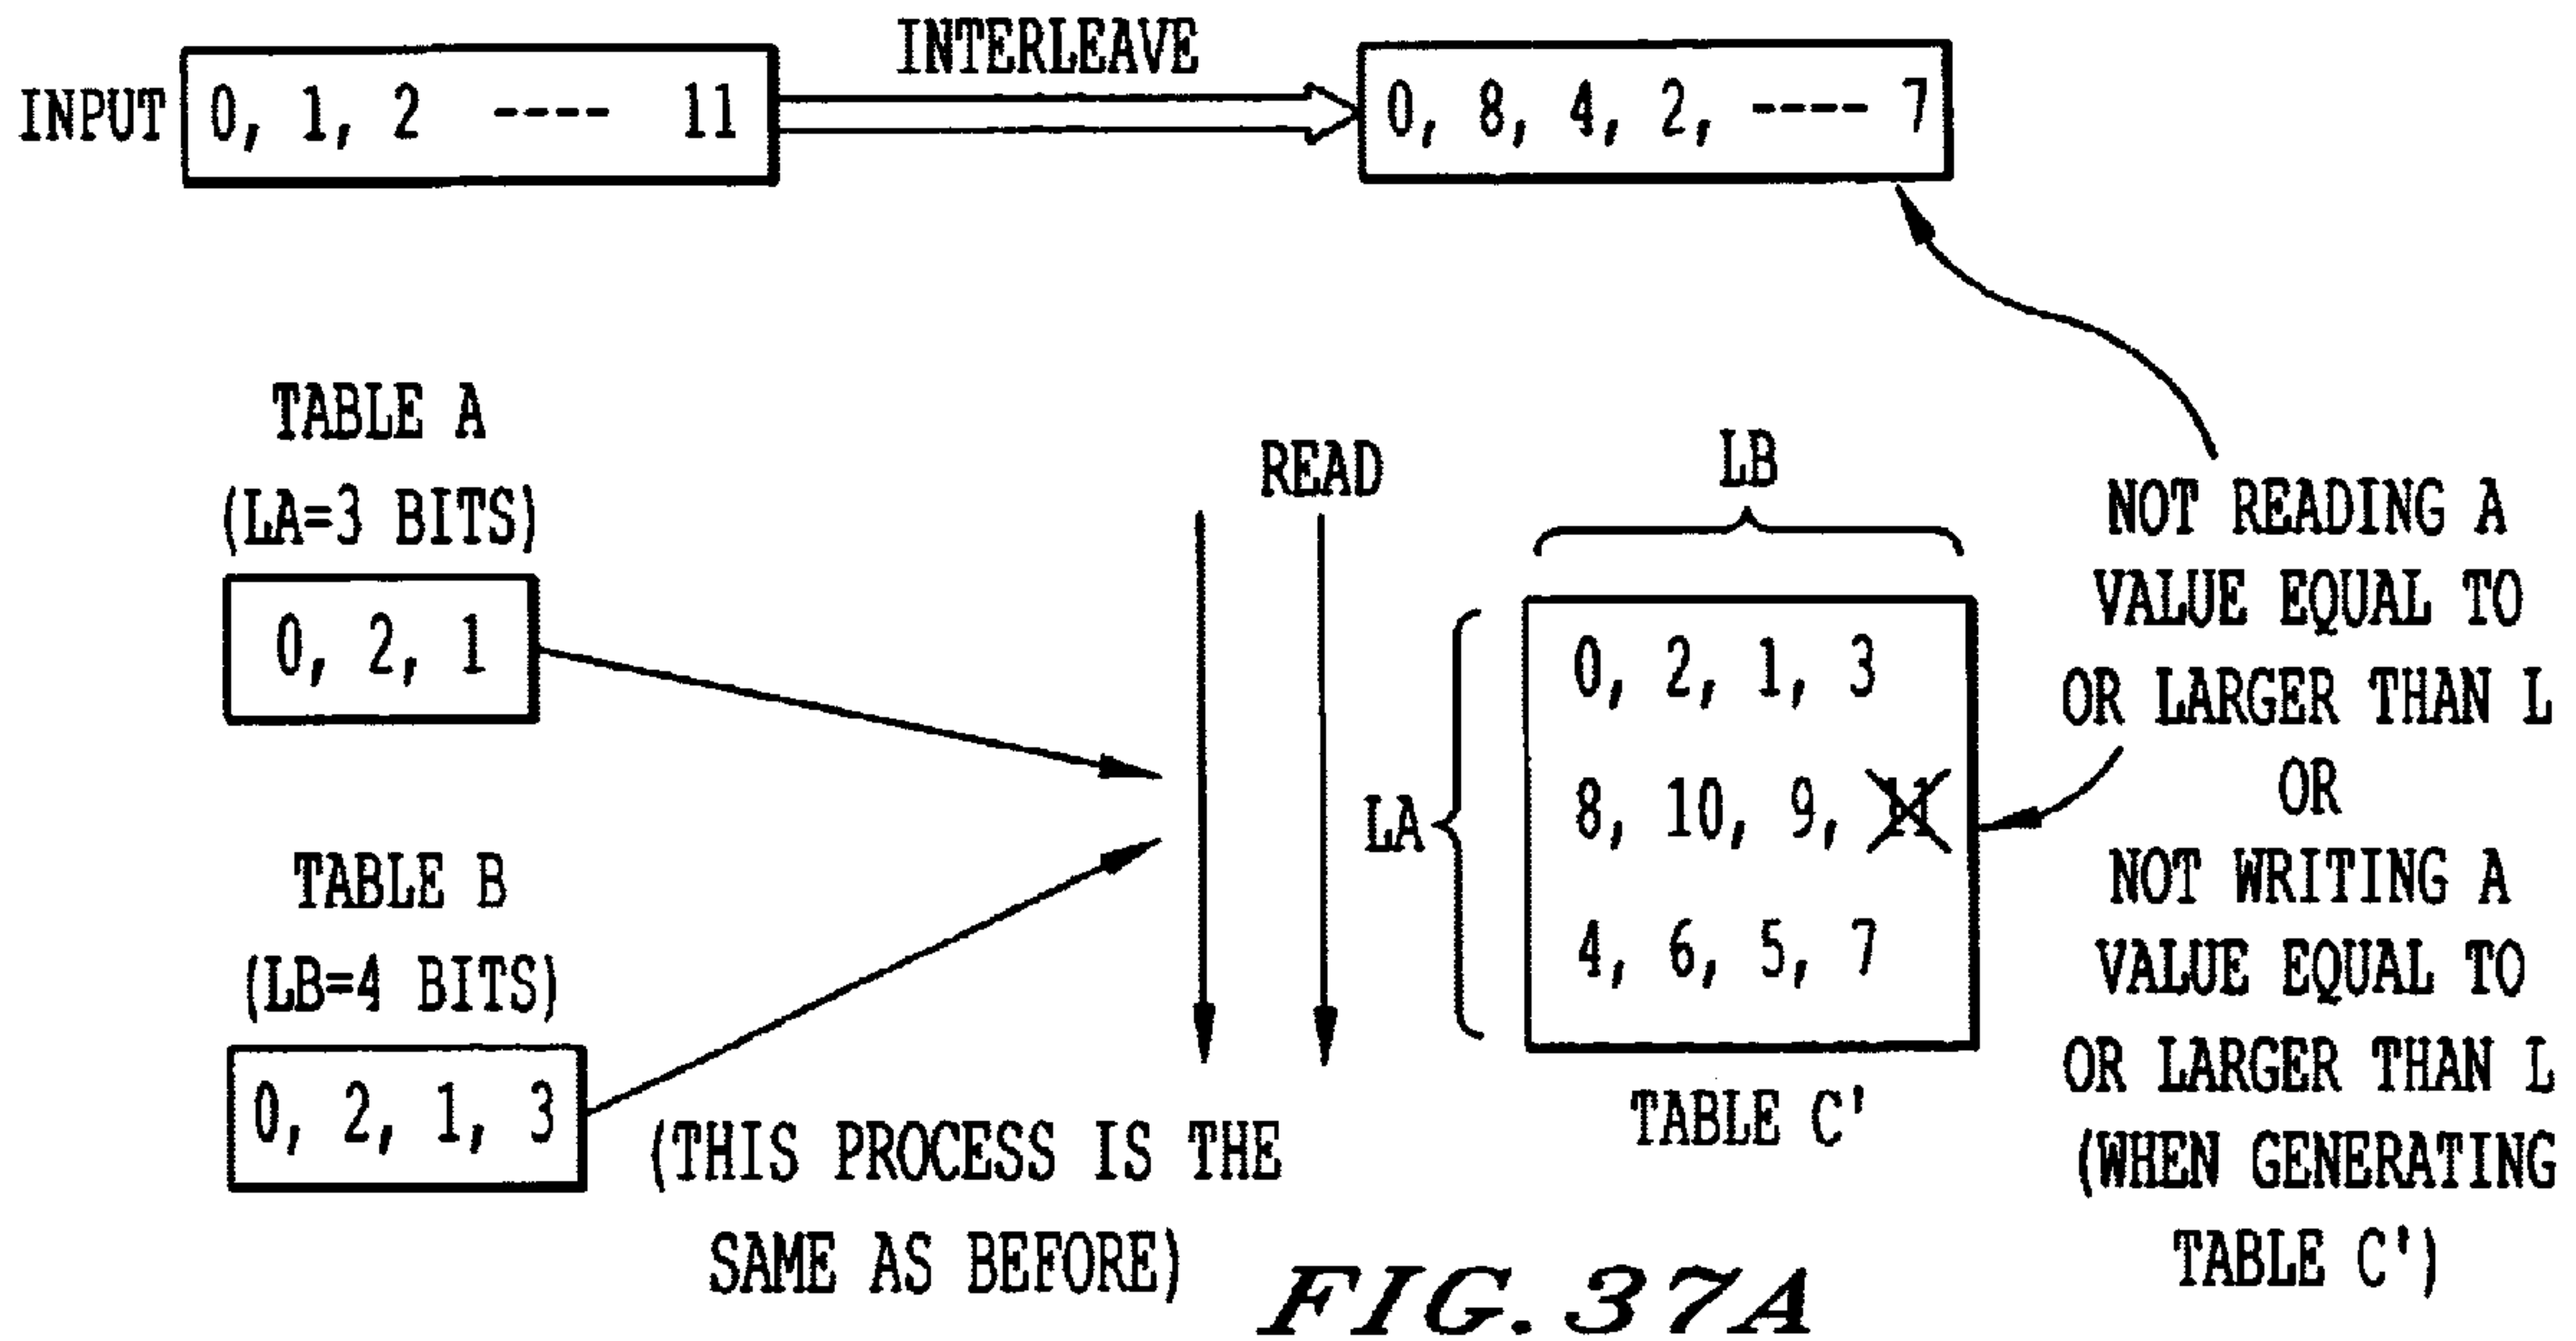 INTERLEAVE
INPUT
0, 1, 2 ---- 11
0, 8, 4, 2, ---- 7
TABLE A
(LA=3 BITS)
0, 2, 1
TABLE B
(LB=4 BITS)
0, 2, 1, 3
READ
(THIS PROCESS IS THE
SAME AS BEFORE)
LB
LA
0, 2, 1, 3
8, 10, 9, 11
4, 6, 5, 7
TABLE C'
NOT READING A
VALUE EQUAL TO
OR LARGER THAN L
OR
NOT WRITING A
VALUE EQUAL TO
OR LARGER THAN L
(WHEN GENERATING
TABLE C')
FIG. 37A